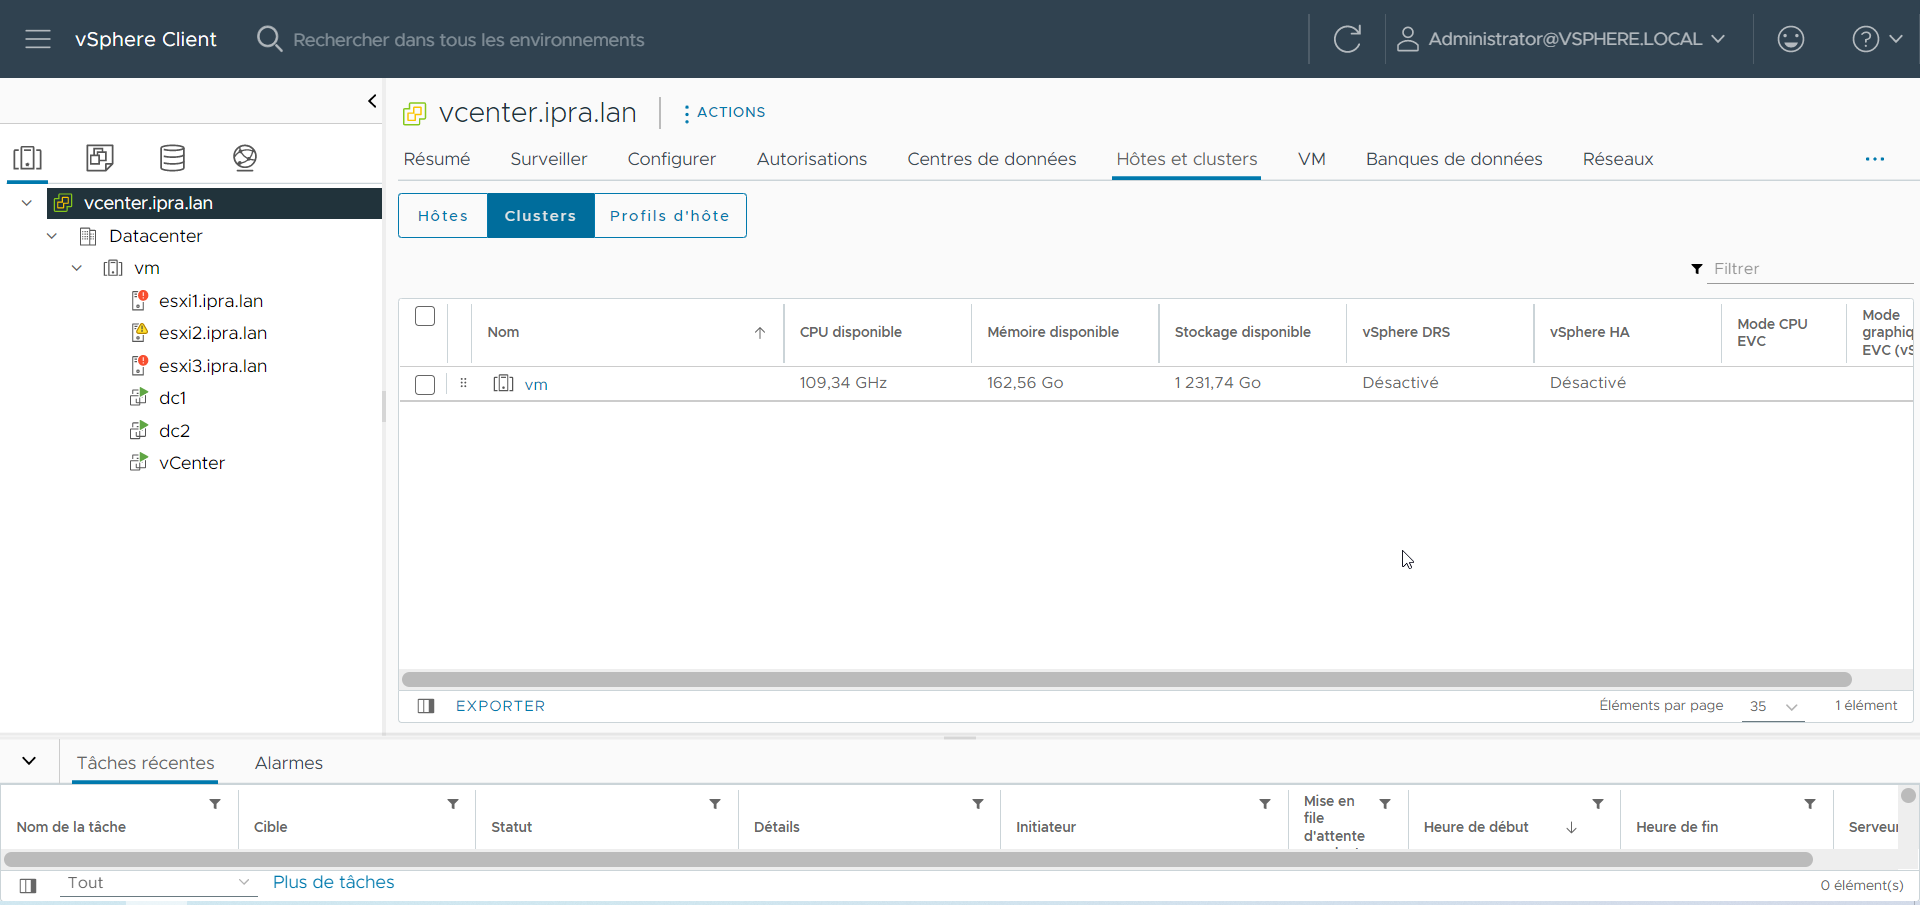 vSphere Client
Rechercher dans tous les environnements
Administrator@VSPHERE.LOCAL
vcenter.ipra.lan
Datacenter
vm
esxi1.ipra.lan
esxi2.ipra.lan
esxi3.ipra.lan
dc1
dc2
vCenter
vcenter.ipra.lan
ACTIONS
Résumé Surveiller Configurer Autorisations Centres de données Hôtes et clusters VM Banques de données Réseaux
Hôtes Clusters Profils d'hôte
Filtrer
Nom CPU disponible Mémoire disponible Stockage disponible vSphere DRS vSphere HA
Mode CPU
EVC
Mode
graphiq
EVC (vS
vm 109,34 GHz 162,56 Go 1 231,74 Go Désactivé Désactivé
EXPORTER
Éléments par page 35 1 élément
Tâches récentes Alarmes
Nom de la tâche Cible Statut Détails Initiateur
Mise en
file
d'attente
Heure de début Heure de fin Serveur
Tout Plus de tâches
0 élément(s)